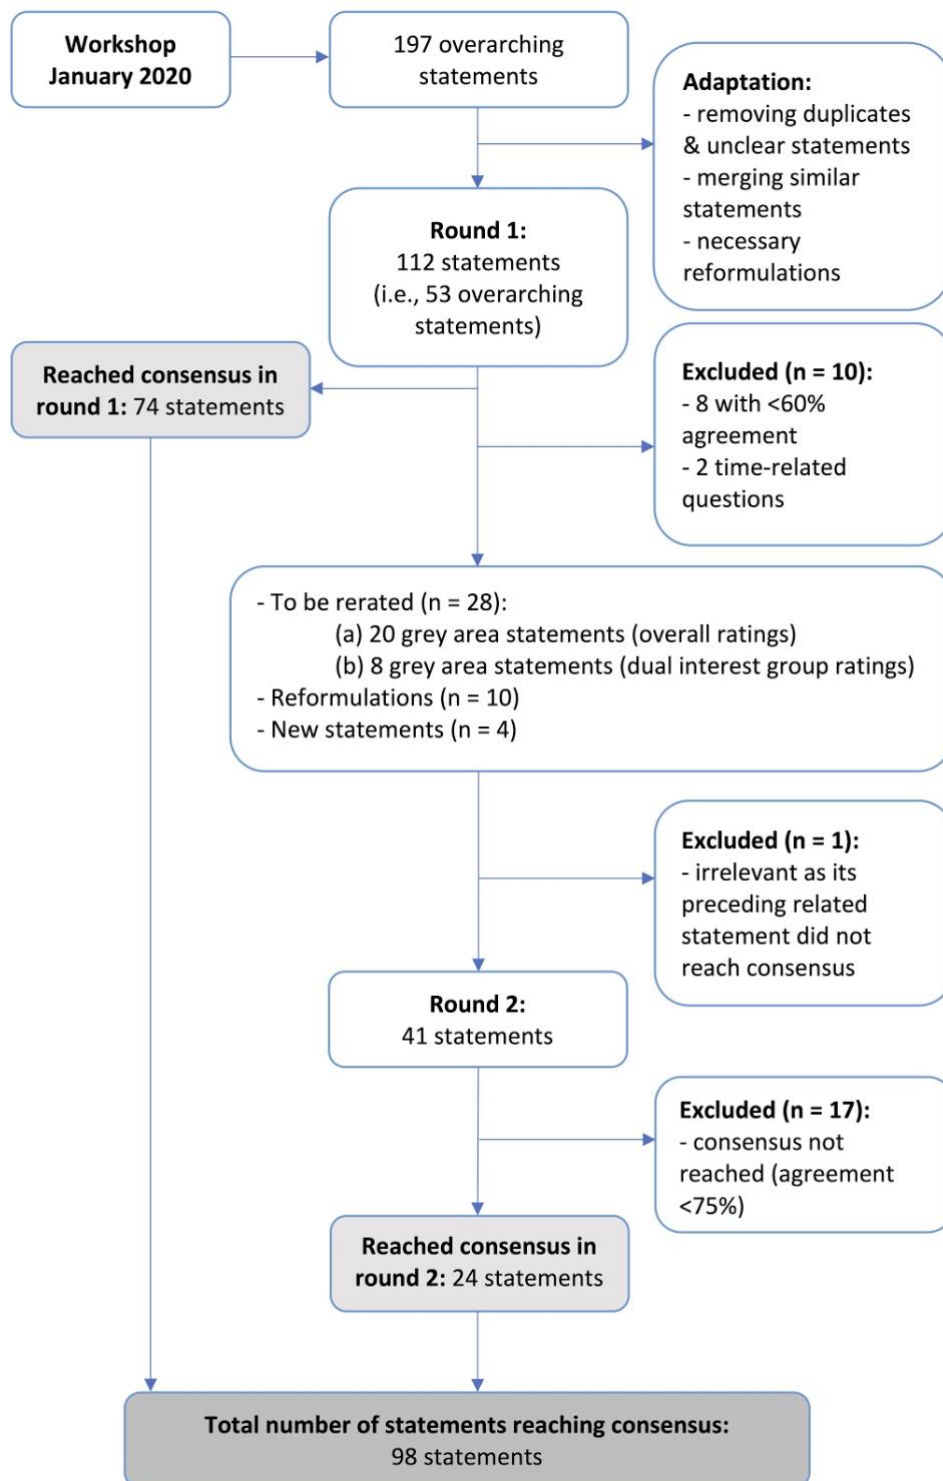 Workshop
January 2020
197 overarching
statements
Adaptation:
- removing duplicates
& unclear statements
- merging similar
statements
- necessary
reformulations
Round 1:
112 statements
(i.e., 53 overarching
statements)
Reached consensus in
round 1: 74 statements
Excluded (n = 10):
- 8 with <60%
agreement
- 2 time-related
questions
- To be rerated (n = 28):
(a) 20 grey area statements (overall ratings)
(b) 8 grey area statements (dual interest group ratings)
- Reformulations (n = 10)
- New statements (n = 4)
Excluded (n = 1):
- irrelevant as its
preceding related
statement did not
reach consensus
Round 2:
41 statements
Excluded (n = 17):
- consensus not
reached (agreement
<75%)
Reached consensus in
round 2: 24 statements
Total number of statements reaching consensus:
98 statements